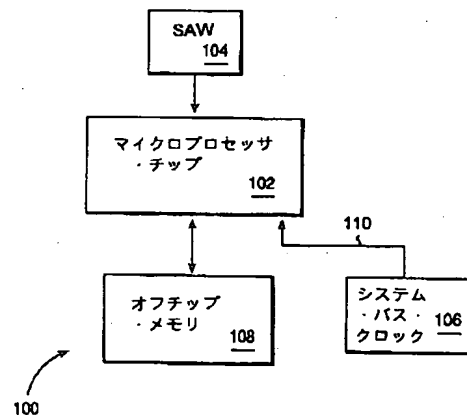 SAW
104
マイクロプロセッサ
・チップ
102
110
オフチップ
・メモリ
108
システム
・バス・
クロック
106
100